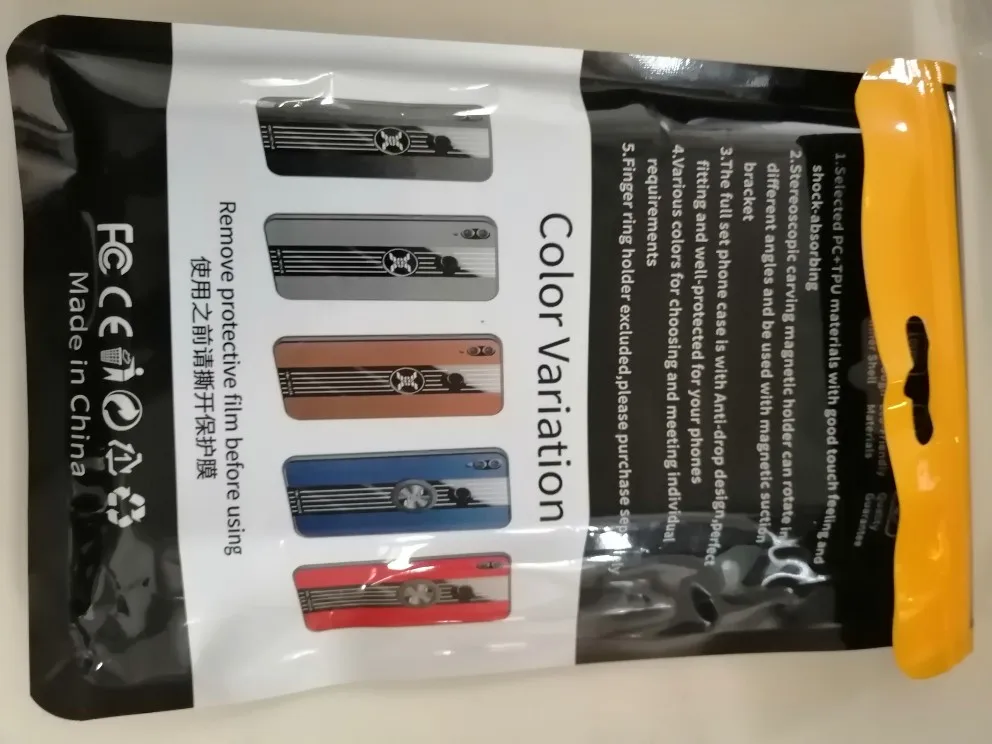 1.Selected PC+TPU materials with good touch feeling and
shock-absorbing
2.Stereoscopic carving magnetic holder can rotate in
different angles and be used with magnetic suction
bracket
3.The full set phone case is with Anti-drop design,perfect
fitting and well-protected for your phones
4.Various colors for choosing and meeting individual
requirements
5.Finger ring holder excluded,please purchase
Color Variation
Remove protective film before using
使用之前请撕开保护膜
FC CE
Made in China